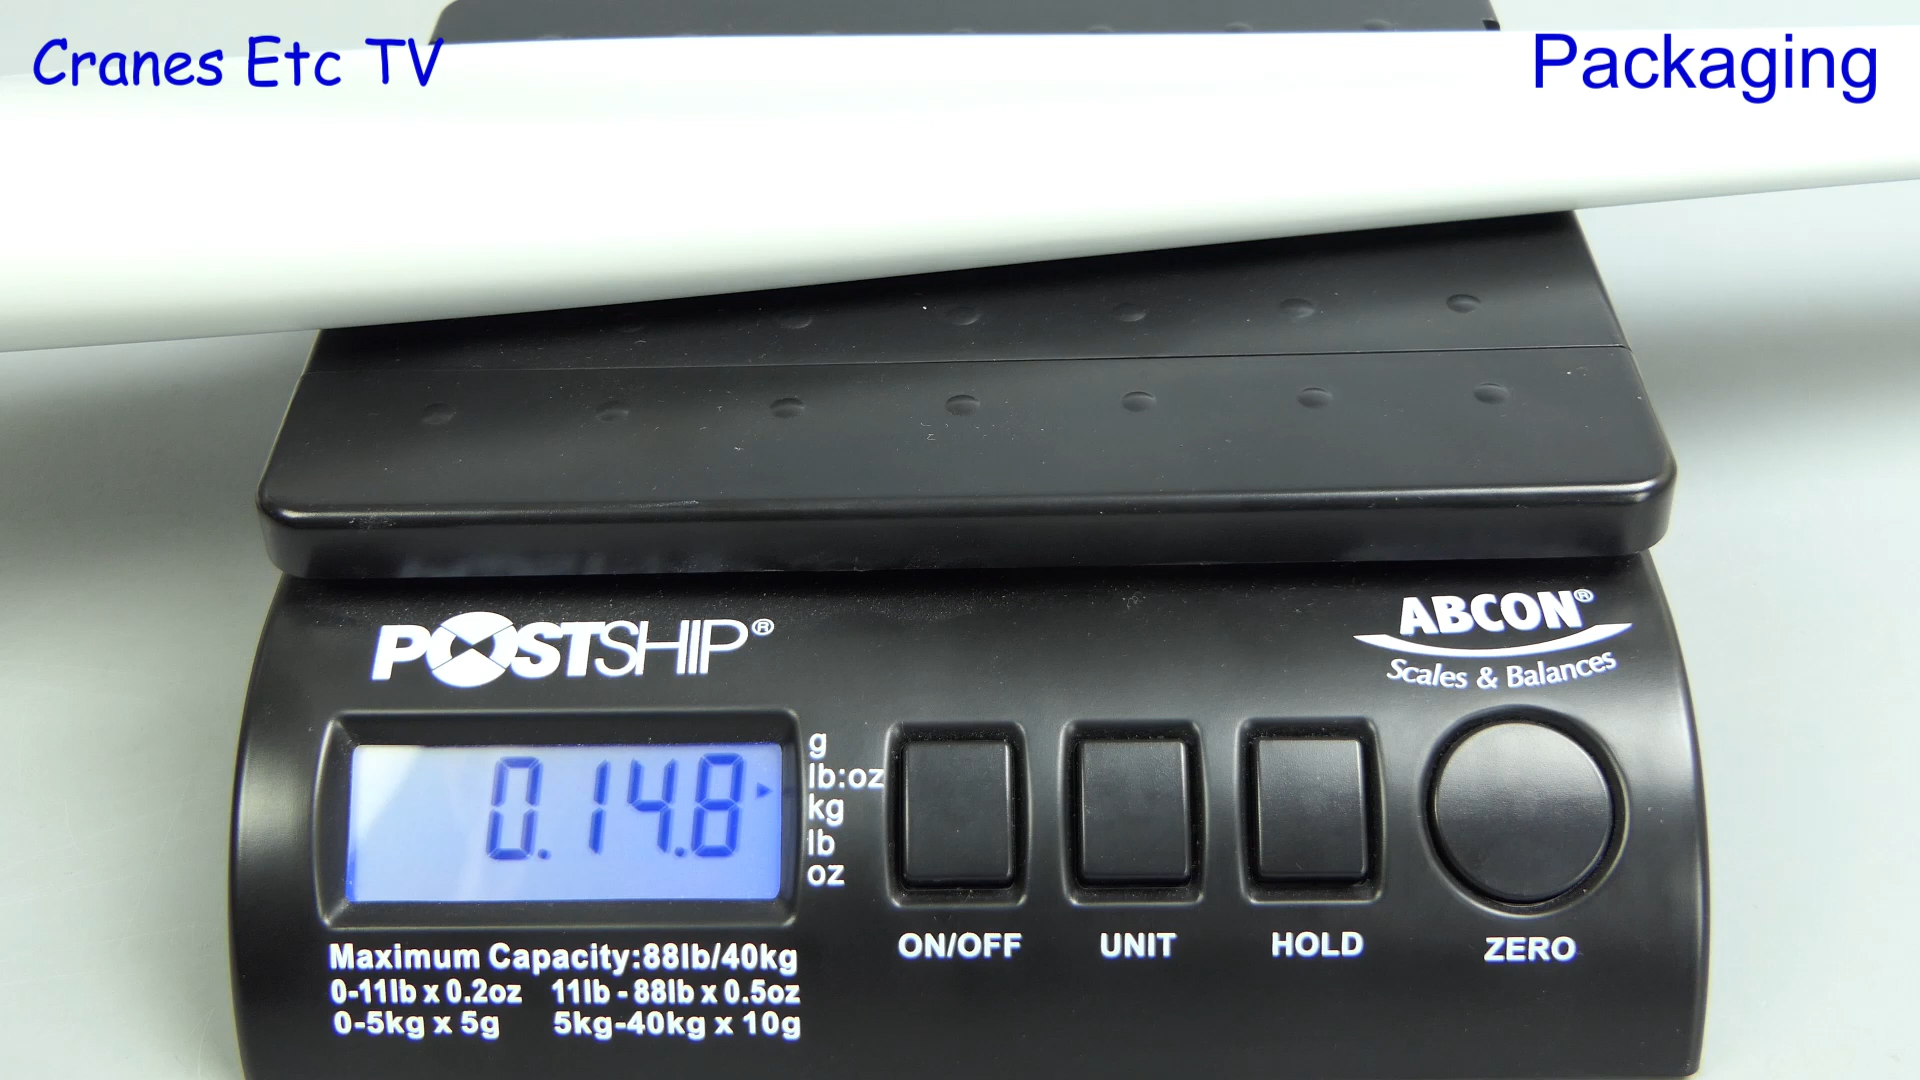 Cranes Etc TV
Packaging
POSTSHIP®
ABCON®
Scales & Balances
0.14.8
g
lb:oz
kg
lb
oz
ON/OFF
UNIT
HOLD
ZERO
Maximum Capacity:88lb/40kg
0-11lb x 0.2oz 11lb - 88lb x 0.5oz
0-5kg x 5g 5kg-40kg x 10g